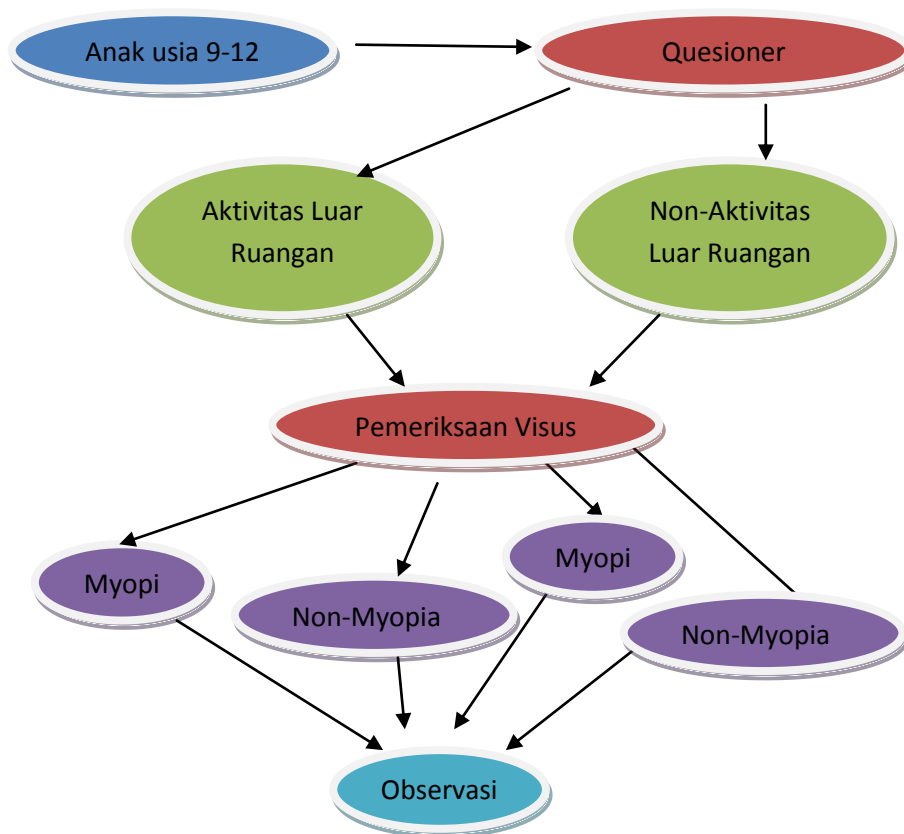 Anak usia 9-12
Quesioner
Aktivitas Luar
Ruangan
Non-Aktivitas
Luar Ruangan
Pemeriksaan Visus
Myopi
Non-Myopia
Myopi
Non-Myopia
Observasi